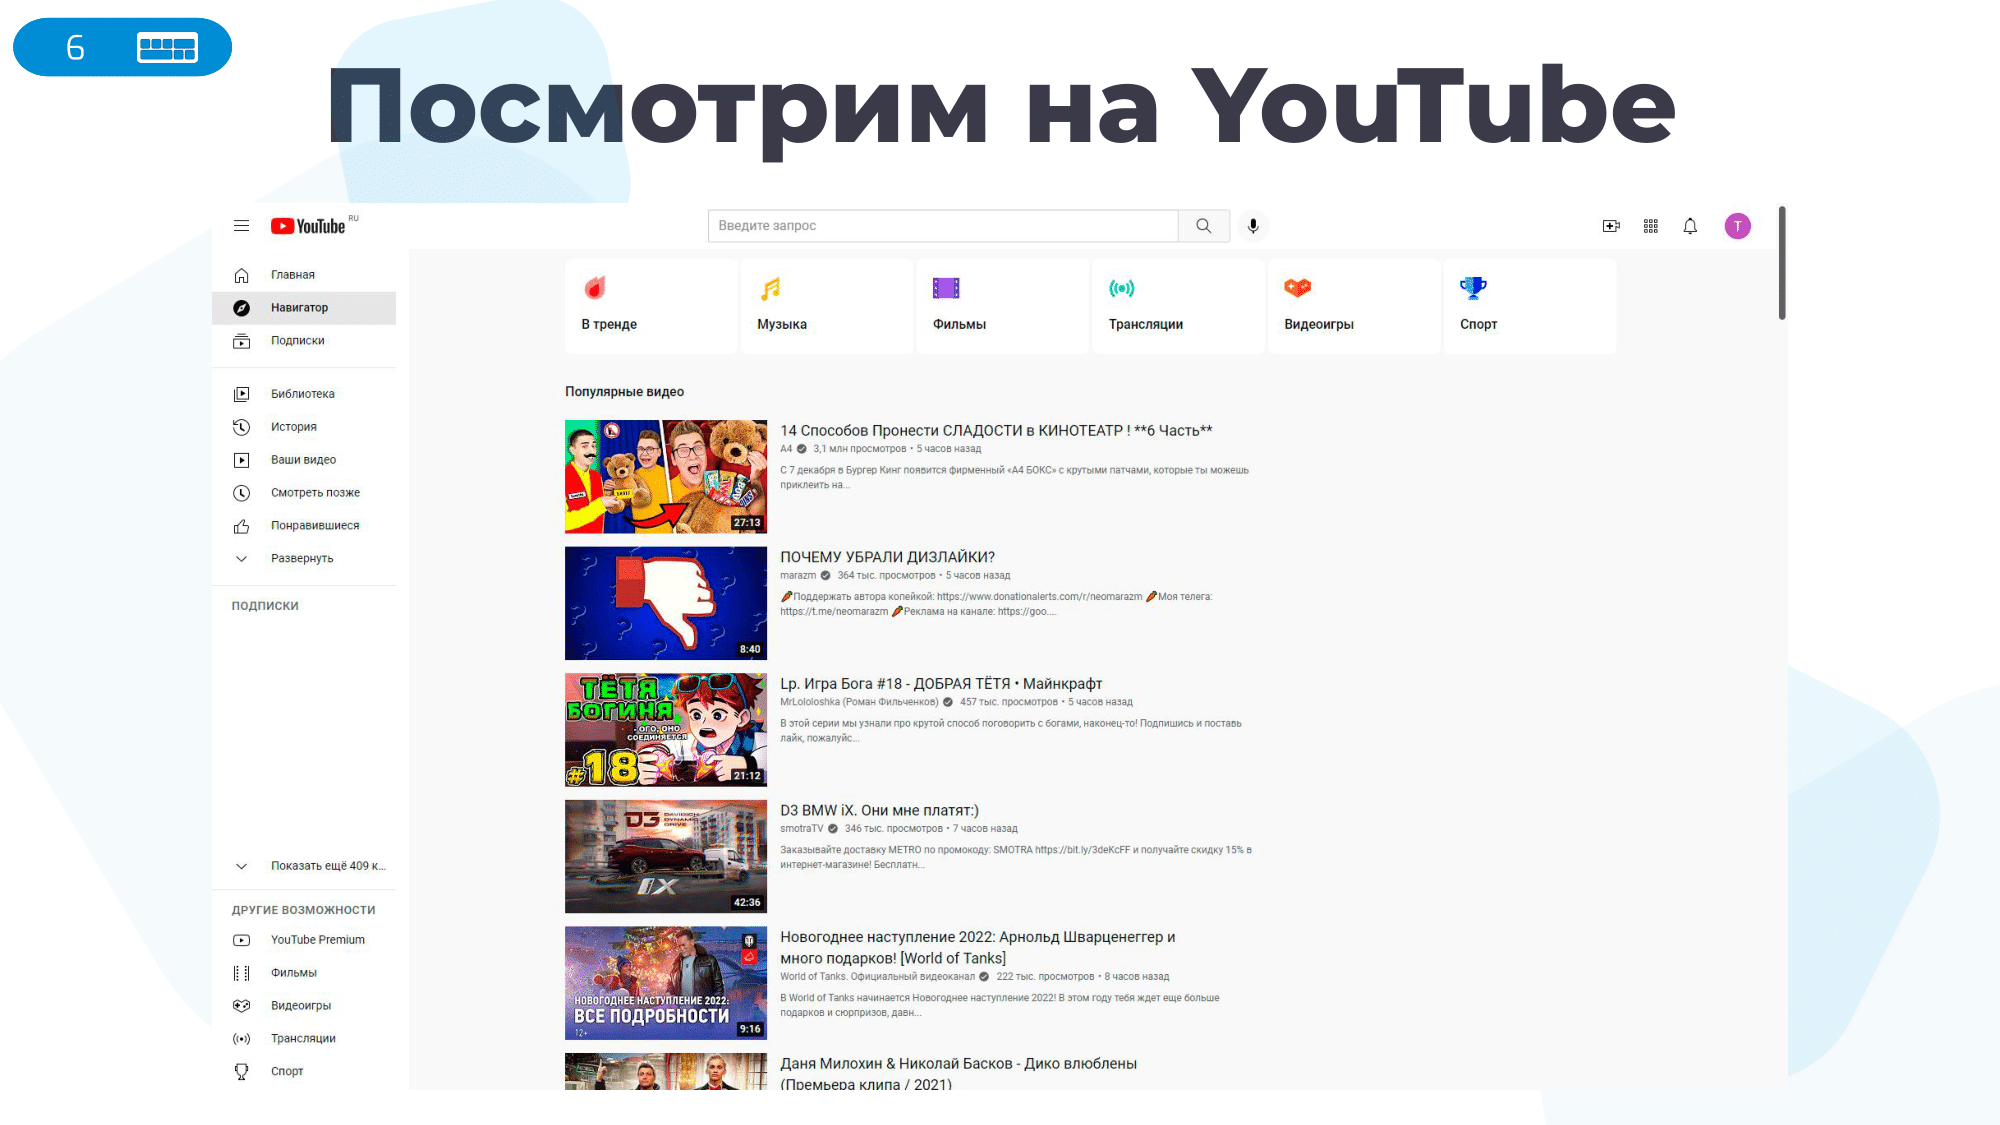 6
Посмотрим на YouTube
YouTube RU
Введите запрос
T
Главная
Навигатор
Подписки
Библиотека
История
Ваши видео
Смотреть позже
Понравившиеся
Развернуть
ПОДПИСКИ
Показать ещё 409 к...
ДРУГИЕ ВОЗМОЖНОСТИ
YouTube Premium
Фильмы
Видеоигры
Трансляции
Спорт
В тренде
Музыка
Фильмы
Трансляции
Видеоигры
Спорт
Популярные видео
27:13
14 Способов Пронести СЛАДОСТИ в КИНОТЕАТР ! **6 Часть**
A4 3,1 млн просмотров • 5 часов назад
С 7 декабря в Бургер Кинг появится фирменный «А4 БОКС» с крутыми патчами, которые ты можешь
приклеить на...
8:40
ПОЧЕМУ УБРАЛИ ДИЗЛАЙКИ?
marazm 364 тыс. просмотров • 5 часов назад
Поддержать автора копейкой: https://www.donationalerts.com/r/neomarazm Моя телега:
https://t.me/neomarazm Реклама на канале: https://goo....
ТЁТЯ
БОГИНЯ
- ОГО, ОНО
СОЕДИНЯЕТСЯ
#18
21:12
Lp. Игра Бога #18 - ДОБРАЯ ТЁТЯ • Майнкрафт
MrLololoshka (Роман Фильченков) 457 тыс. просмотров • 5 часов назад
В этой серии мы узнали про крутой способ поговорить с богами, наконец-то! Подпишись и поставь
лайк, пожалуйс...
D3 DAVIDICH
DYNAMIC
DRIVE
iX
42:36
D3 BMW iX. Они мне платят:)
smotraTV 346 тыс. просмотров • 7 часов назад
Заказывайте доставку METRO по промокоду: SMOTRA https://bit.ly/3deKcFF и получайте скидку 15% в
интернет-магазине! Бесплатн...
НОВОГОДНЕЕ НАСТУПЛЕНИЕ 2022:
ВСЕ ПОДРОБНОСТИ
12+
9:16
Новогоднее наступление 2022: Арнольд Шварценеггер и
много подарков! [World of Tanks]
World of Tanks. Официальный видеоканал 222 тыс. просмотров • 8 часов назад
В World of Tanks начинается Новогоднее наступление 2022! В этом году тебя ждет еще больше
подарков и сюрпризов, давн...
Даня Милохин & Николай Басков - Дико влюблены
(Премьера клипа / 2021)